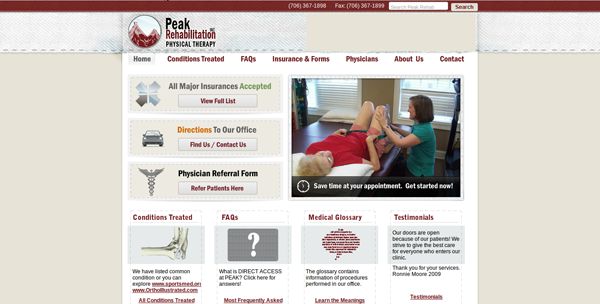 (706) 367-1898 Fax: (706) 367-1899 Search Peak Rehab Search
Peak
Rehabilitation
PHYSICAL THERAPY
Home Conditions Treated FAQs Insurance & Forms Physicians About Us Contact
All Major Insurances Accepted
View Full List
Directions To Our Office
Find Us / Contact Us
Physician Referral Form
Refer Patients Here
Save time at your appointment. Get started now!
Conditions Treated
We have listed common
condition or you can
explore www.sportsmed.or
www.OrthoIllustrated.com
All Conditions Treated
FAQs
?
What is DIRECT ACCESS
at PEAK? Click here for
answers!
Most Frequently Asked
Medical Glossary
The glossary contains
information of procedures
performed in our office.
Learn the Meanings
Testimonials
Our doors are open
because of our patients! We
strive to give the best care
for everyone who enters our
clinic.
Thank you for your services.
Ronnie Moore 2009
Testimonials